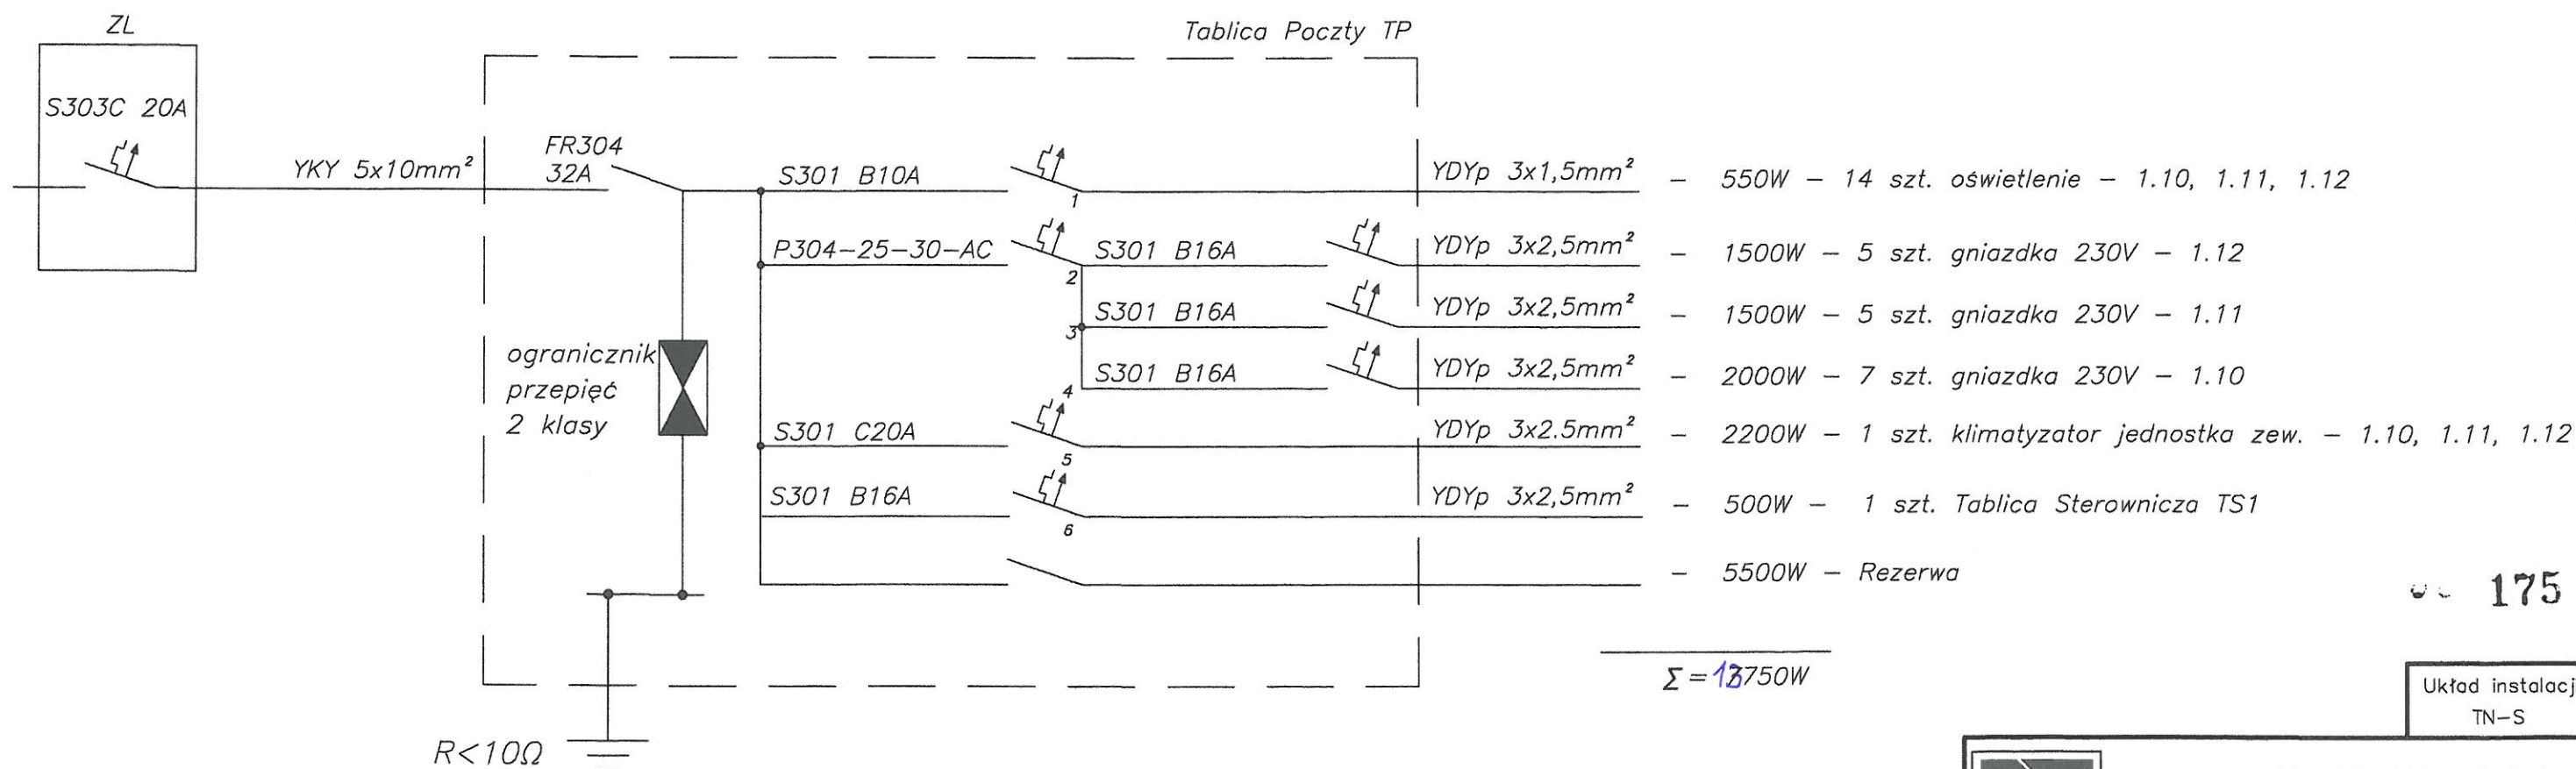 ZL
Tablica Poczty TP
S303C 20A
YKY 5x10mm²
FR304
32A
S301 B10A
1
YDYp 3x1,5mm² – 550W – 14 szt. oświetlenie – 1.10, 1.11, 1.12
P304–25–30–AC
2
S301 B16A
YDYp 3x2,5mm² – 1500W – 5 szt. gniazdka 230V – 1.12
3
S301 B16A
YDYp 3x2,5mm² – 1500W – 5 szt. gniazdka 230V – 1.11
ogranicznik
przepięć
2 klasy
4
S301 B16A
YDYp 3x2,5mm² – 2000W – 7 szt. gniazdka 230V – 1.10
S301 C20A
5
YDYp 3x2.5mm² – 2200W – 1 szt. klimatyzator jednostka zew. – 1.10, 1.11, 1.12
S301 B16A
6
YDYp 3x2,5mm² – 500W – 1 szt. Tablica Sterownicza TS1
– 5500W – Rezerwa
175
Σ = 13750W
Układ instalacj
TN–S
R<10Ω